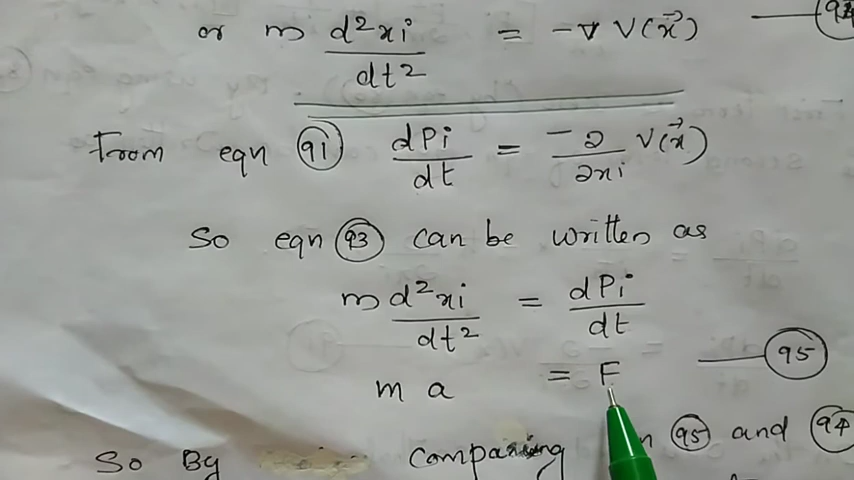 or m d²xi/dt² = -∇ V(x⃗) —— (94)
From eqn (91) dPi/dt = -∂/∂xi V(x⃗)
So eqn (93) can be written as
m d²xi/dt² = dPi/dt
m a = F —— (95)
So By comparing (95) and (94)